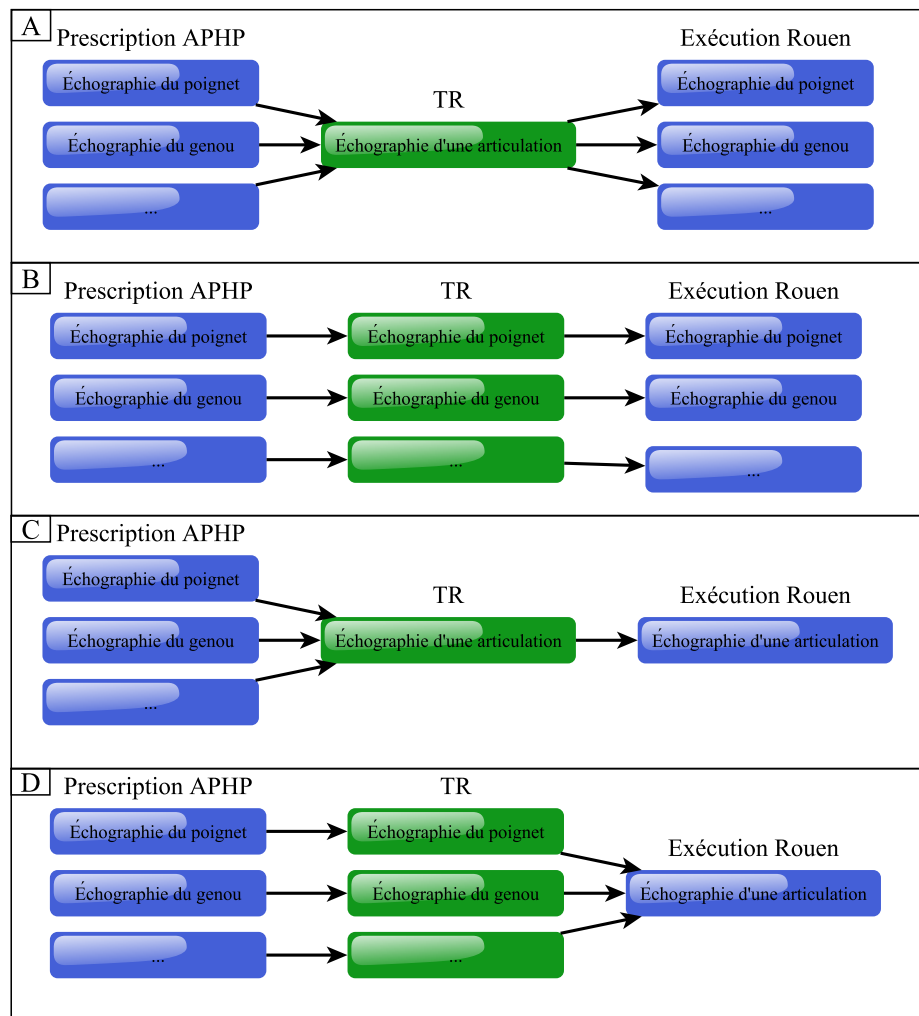 A
Prescription APHP
Exécution Rouen
Échographie du poignet
TR
Échographie du poignet
Échographie du genou
Échographie d'une articulation
Échographie du genou
...
...
B
Prescription APHP
TR
Exécution Rouen
Échographie du poignet
Échographie du poignet
Échographie du poignet
Échographie du genou
Échographie du genou
Échographie du genou
...
...
...
C
Prescription APHP
Échographie du poignet
TR
Exécution Rouen
Échographie du genou
Échographie d'une articulation
Échographie d'une articulation
...
D
Prescription APHP
TR
Échographie du poignet
Échographie du poignet
Exécution Rouen
Échographie du genou
Échographie du genou
Échographie d'une articulation
...
...